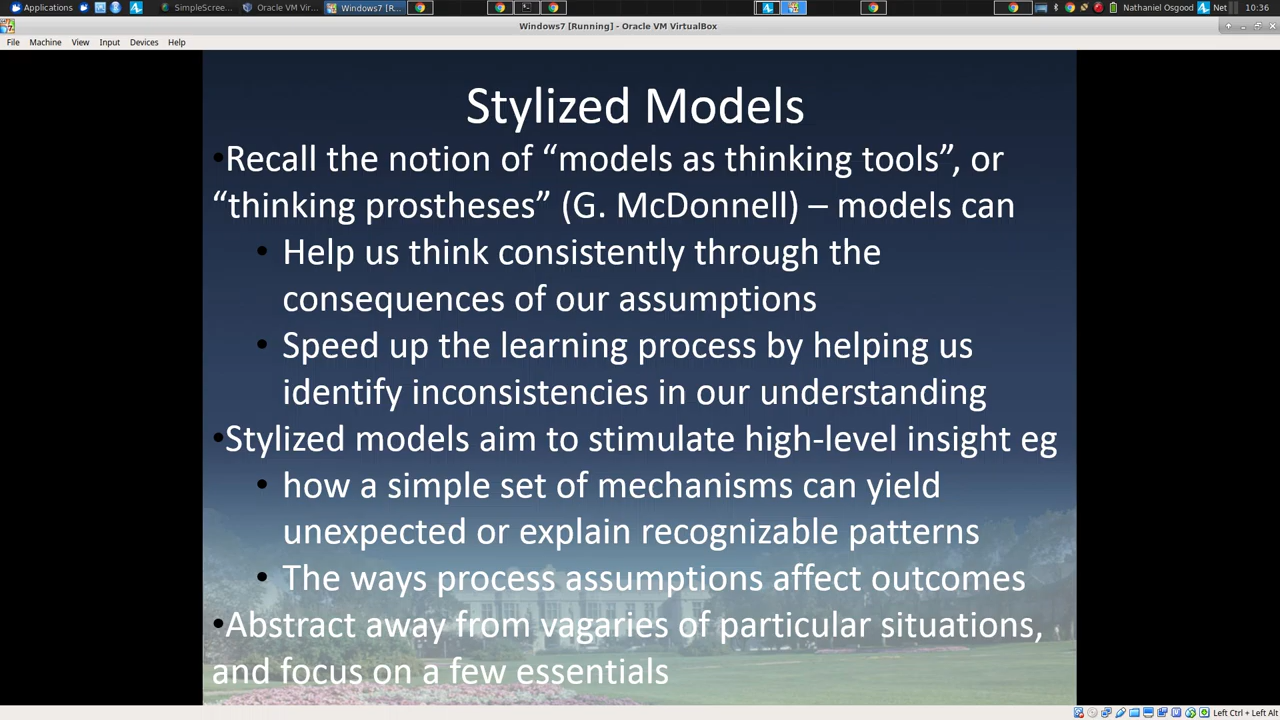 Applications
SimpleScree...
Oracle VM Vir...
Windows7 [R...
Nathaniel Osgood
Net
10:36
Windows7 [Running] - Oracle VM VirtualBox
File Machine View Input Devices Help
Stylized Models
•Recall the notion of “models as thinking tools”, or
“thinking prostheses” (G. McDonnell) – models can
• Help us think consistently through the
consequences of our assumptions
• Speed up the learning process by helping us
identify inconsistencies in our understanding
•Stylized models aim to stimulate high-level insight eg
• how a simple set of mechanisms can yield
unexpected or explain recognizable patterns
• The ways process assumptions affect outcomes
•Abstract away from vagaries of particular situations,
and focus on a few essentials
Left Ctrl + Left Alt